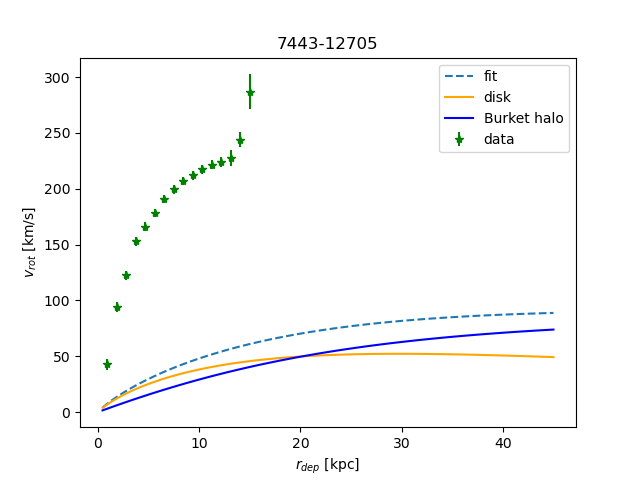 7443-12705
300
250
200
150
100
50
0
v_rot [km/s]
fit
disk
Burket halo
data
0 10 20 30 40
r_dep [kpc]